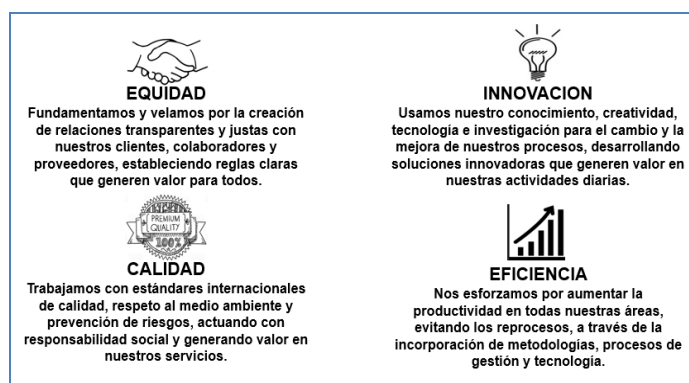 EQUIDAD
Fundamentamos y velamos por la creación
de relaciones transparentes y justas con
nuestros clientes, colaboradores y
proveedores, estableciendo reglas claras
que generen valor para todos.
INNOVACION
Usamos nuestro conocimiento, creatividad,
tecnología e investigación para el cambio y la
mejora de nuestros procesos, desarrollando
soluciones innovadoras que generen valor en
nuestras actividades diarias.
PREMIUM
QUALITY
100%
CALIDAD
Trabajamos con estándares internacionales
de calidad, respeto al medio ambiente y
prevención de riesgos, actuando con
responsabilidad social y generando valor en
nuestros servicios.
EFICIENCIA
Nos esforzamos por aumentar la
productividad en todas nuestras áreas,
evitando los reprocesos, a través de la
incorporación de metodologías, procesos de
gestión y tecnología.